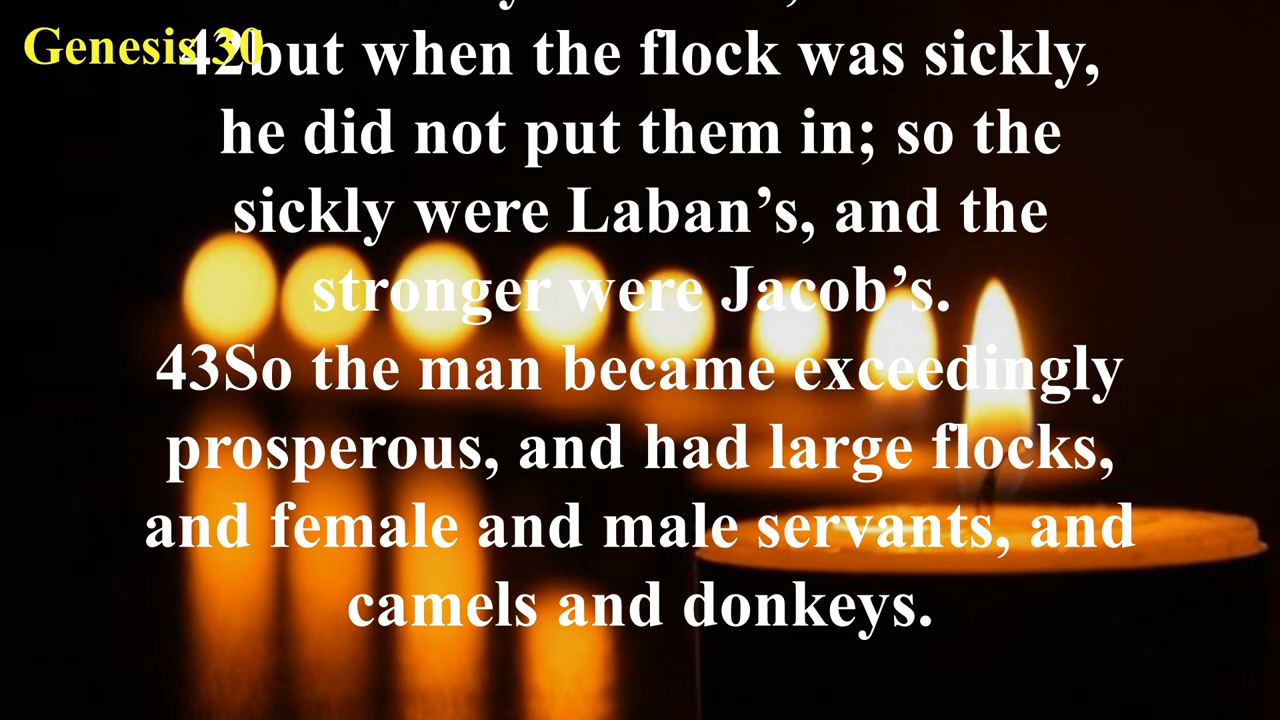 Genesis 30
42but when the flock was sickly,
he did not put them in; so the
sickly were Laban’s, and the
stronger were Jacob’s.
43So the man became exceedingly
prosperous, and had large flocks,
and female and male servants, and
camels and donkeys.